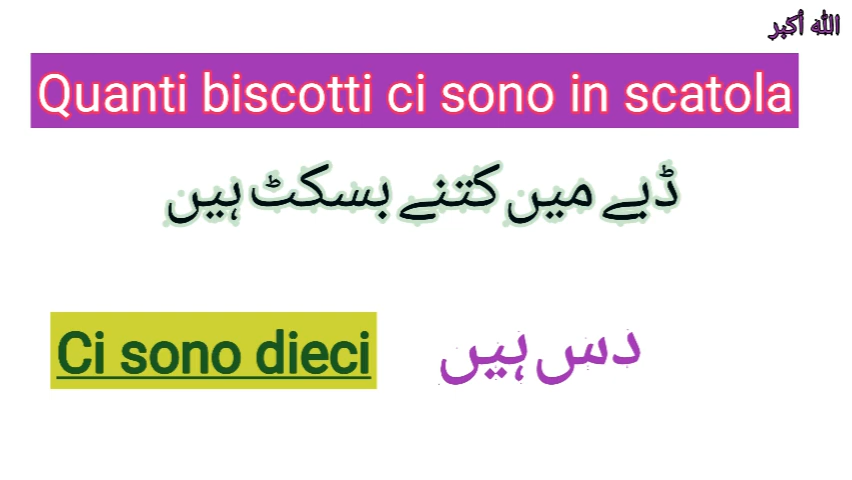 الله أكبر
Quanti biscotti ci sono in scatola
ڈبے میں کتنے بسکٹ ہیں
Ci sono dieci دس ہیں